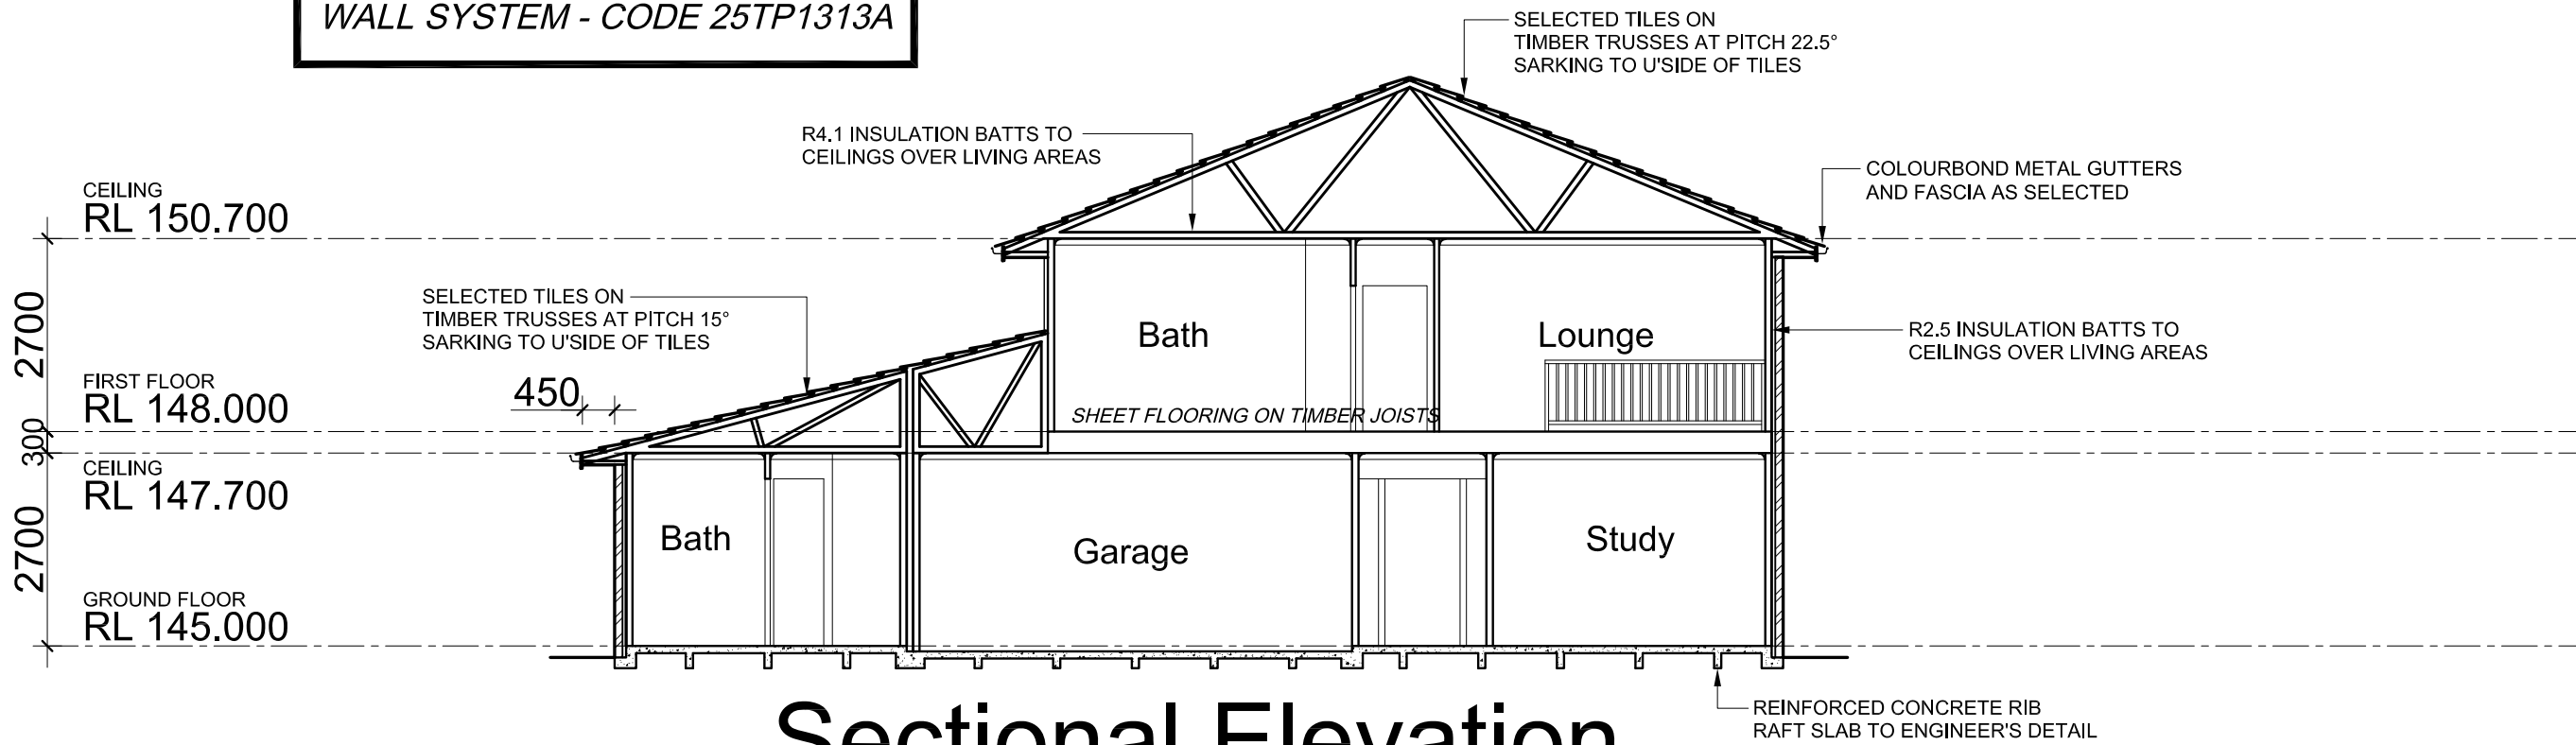 WALL SYSTEM - CODE 25TP1313A
SELECTED TILES ON
TIMBER TRUSSES AT PITCH 22.5°
SARKING TO U'SIDE OF TILES
R4.1 INSULATION BATTS TO
CEILINGS OVER LIVING AREAS
COLOURBOND METAL GUTTERS
AND FASCIA AS SELECTED
CEILING
RL 150.700
2700
SELECTED TILES ON
TIMBER TRUSSES AT PITCH 15°
SARKING TO U'SIDE OF TILES
Bath
Lounge
R2.5 INSULATION BATTS TO
CEILINGS OVER LIVING AREAS
FIRST FLOOR
RL 148.000
450
SHEET FLOORING ON TIMBER JOISTS
300
CEILING
RL 147.700
2700
Bath
Garage
Study
GROUND FLOOR
RL 145.000
Sectional Elevation
REINFORCED CONCRETE RIB
RAFT SLAB TO ENGINEER'S DETAIL